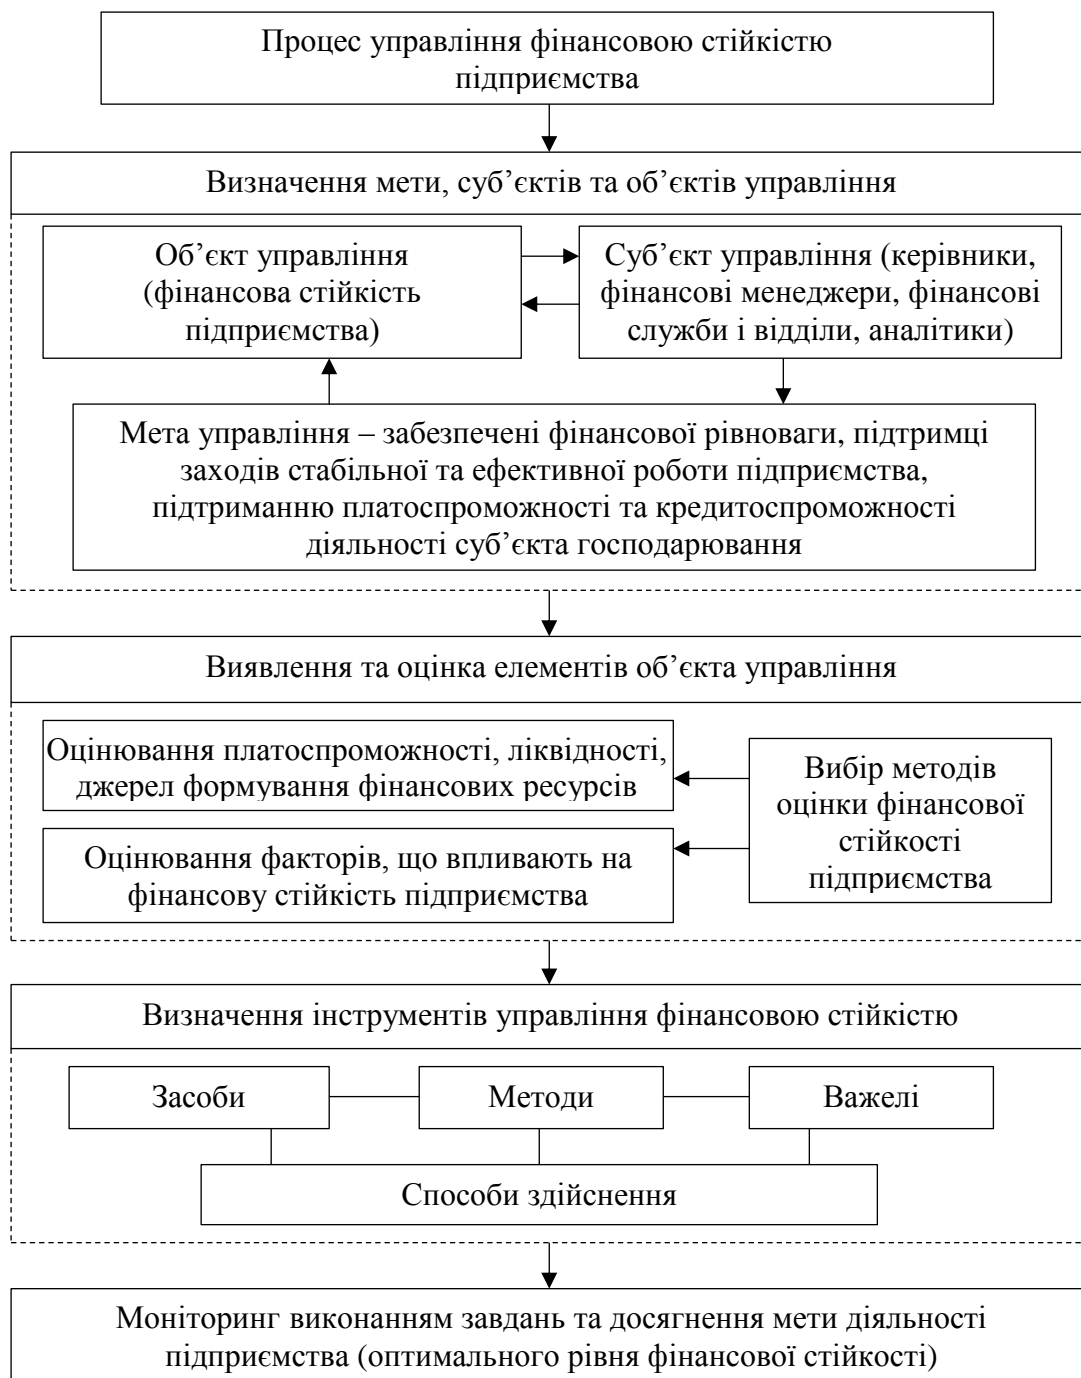 Процес управління фінансовою стійкістю
підприємства
Визначення мети, суб’єктів та об’єктів управління
Об’єкт управління
(фінансова стійкість
підприємства)
Суб’єкт управління (керівники,
фінансові менеджери, фінансові
служби і відділи, аналітики)
Мета управління – забезпечені фінансової рівноваги, підтримці
заходів стабільної та ефективної роботи підприємства,
підтриманню платоспроможності та кредитоспроможності
діяльності суб’єкта господарювання
Виявлення та оцінка елементів об’єкта управління
Оцінювання платоспроможності, ліквідності,
джерел формування фінансових ресурсів
Оцінювання факторів, що впливають на
фінансову стійкість підприємства
Вибір методів
оцінки фінансової
стійкості
підприємства
Визначення інструментів управління фінансовою стійкістю
Засоби
Методи
Важелі
Способи здійснення
Моніторинг виконанням завдань та досягнення мети діяльності
підприємства (оптимального рівня фінансової стійкості)